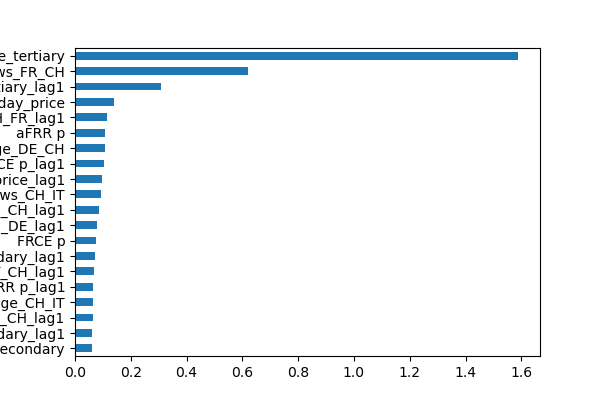 e_tertiary
ws_FR_CH
tiary_lag1
day_price
H_FR_lag1
aFRR p
ge_DE_CH
CE p_lag1
price_lag1
ws_CH_IT
_CH_lag1
_DE_lag1
FRCE p
dary_lag1
_CH_lag1
RR p_lag1
ge_CH_IT
_CH_lag1
dary_lag1
econdary
0.0 0.2 0.4 0.6 0.8 1.0 1.2 1.4 1.6